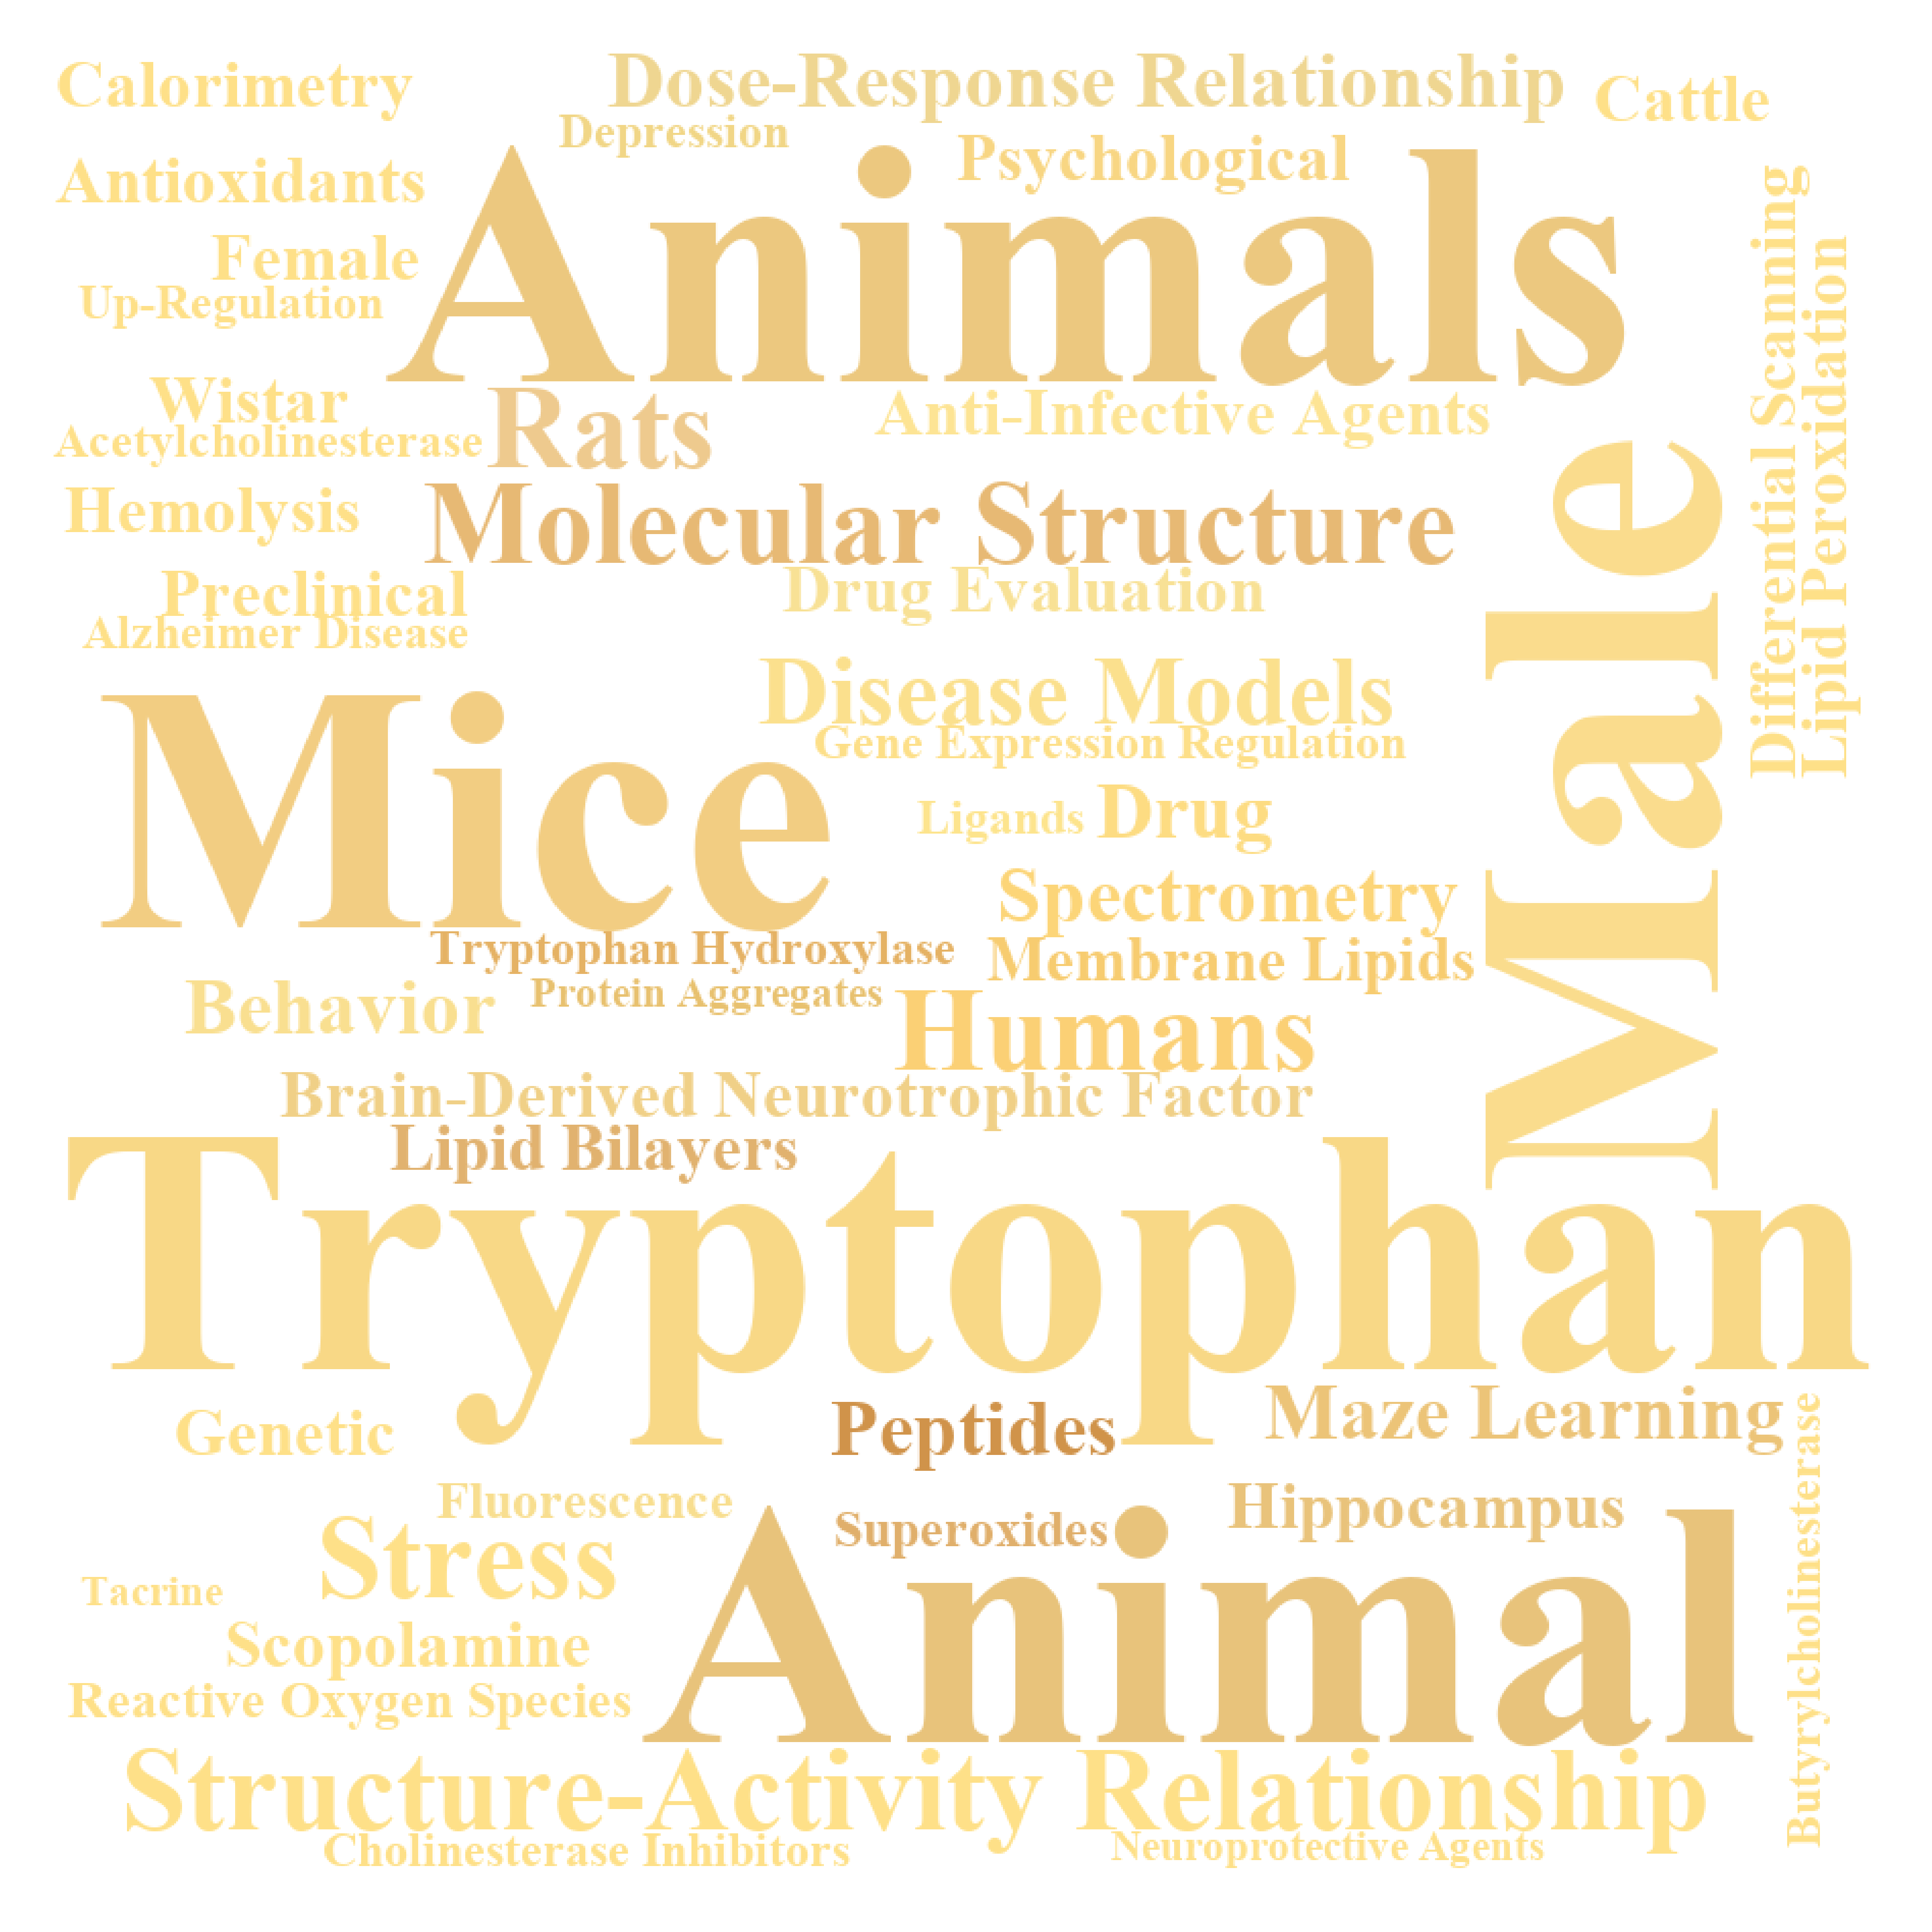 Calorimetry
Dose-Response Relationship
Cattle
Depression
Psychological
Antioxidants
Animals
Female
Up-Regulation
Differential Scanning
Lipid Peroxidation
Wistar
Rats
Anti-Infective Agents
Acetylcholinesterase
Male
Hemolysis
Molecular Structure
Preclinical
Drug Evaluation
Alzheimer Disease
Disease Models
Mice
Gene Expression Regulation
Ligands
Drug
Spectrometry
Tryptophan Hydroxylase
Membrane Lipids
Behavior
Protein Aggregates
Humans
Brain-Derived Neurotrophic Factor
Lipid Bilayers
Tryptophan
Genetic
Peptides
Maze Learning
Butyrylcholinesterase
Fluorescence
Superoxides
Hippocampus
Stress
Animal
Tacrine
Scopolamine
Reactive Oxygen Species
Structure-Activity Relationship
Cholinesterase Inhibitors
Neuroprotective Agents